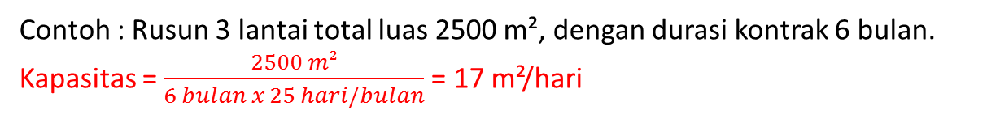 Contoh : Rusun 3 lantai total luas 2500 m², dengan durasi kontrak 6 bulan.
Kapasitas = 2500 m² / 6 bulan x 25 hari/bulan = 17 m²/hari